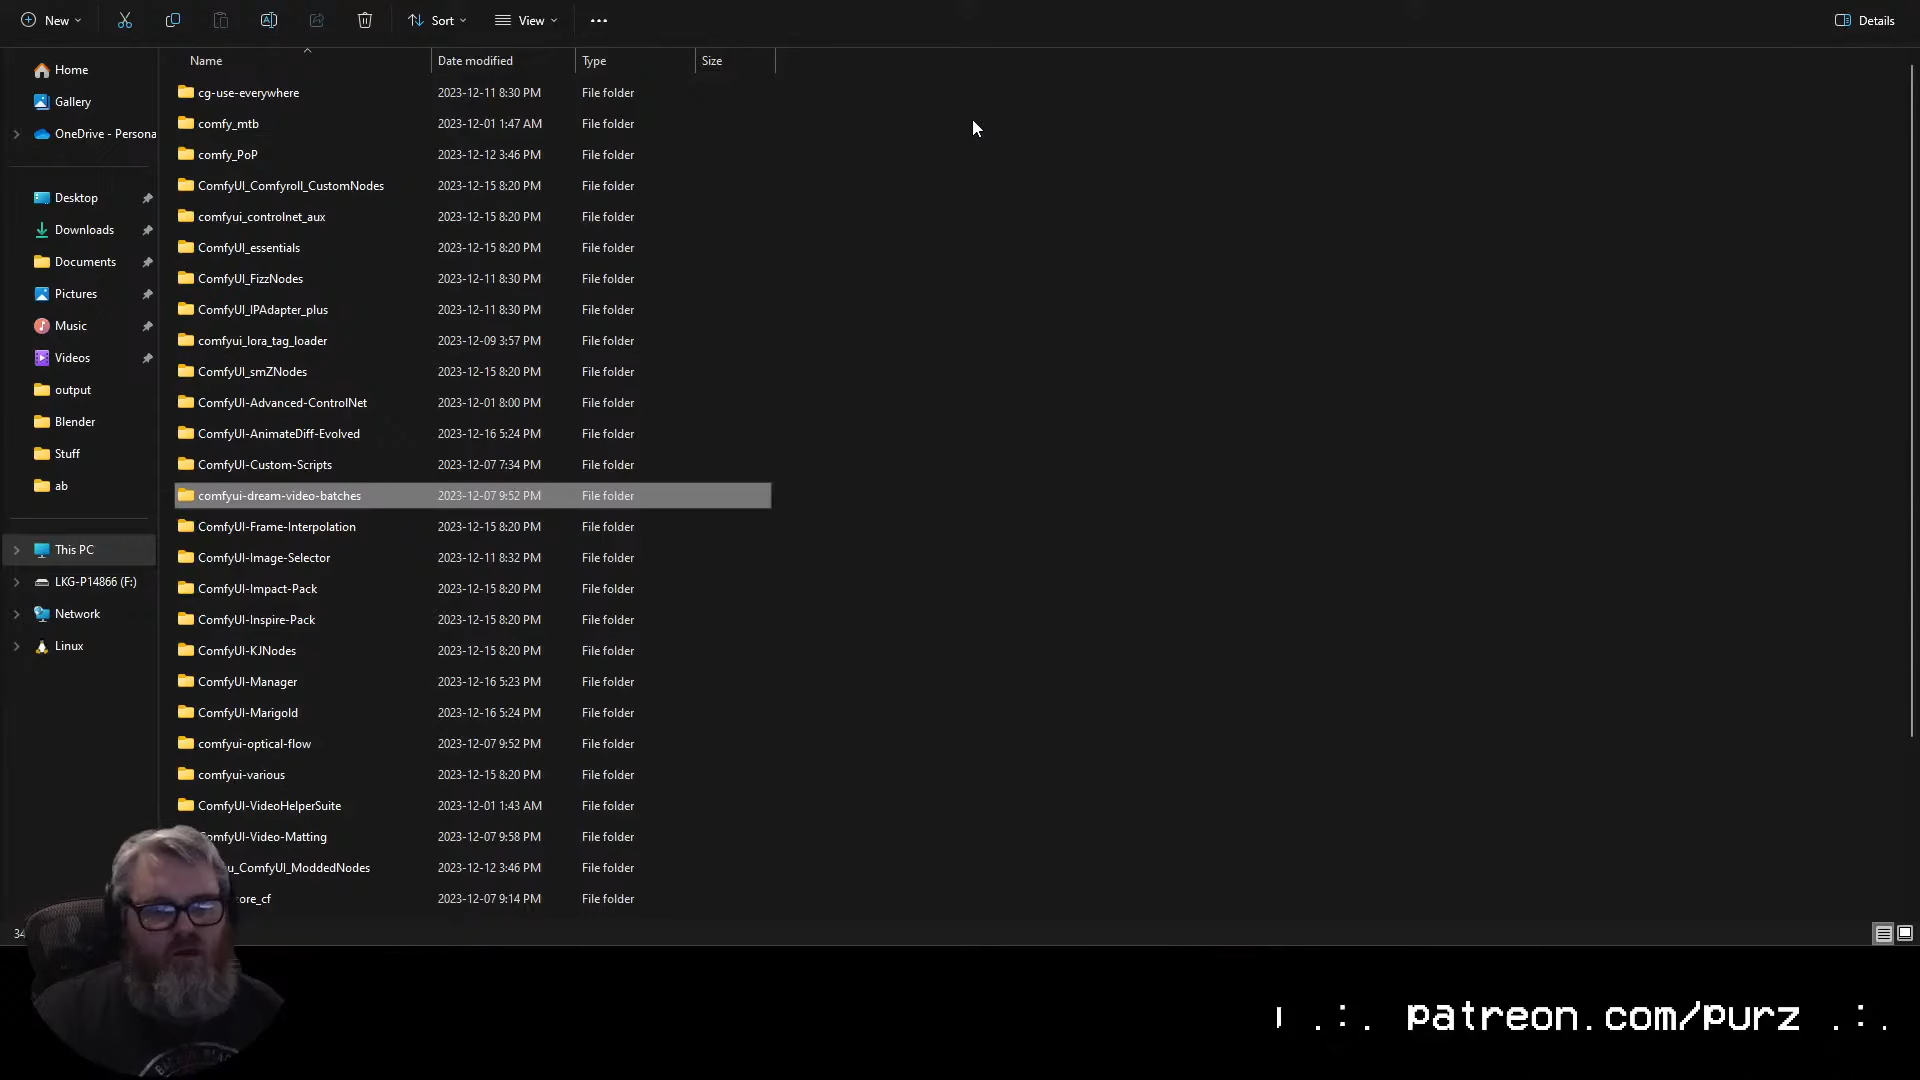 New Sort View Details
Name Date modified Type Size
Home
Gallery
OneDrive - Persona
Desktop
Downloads
Documents
Pictures
Music
Videos
output
Blender
Stuff
ab
This PC
LKG-P14866 (F:)
Network
Linux
cg-use-everywhere 2023-12-11 8:30 PM File folder
comfy_mtb 2023-12-01 1:47 AM File folder
comfy_PoP 2023-12-12 3:46 PM File folder
ComfyUI_Comfyroll_CustomNodes 2023-12-15 8:20 PM File folder
comfyui_controlnet_aux 2023-12-15 8:20 PM File folder
ComfyUI_essentials 2023-12-15 8:20 PM File folder
ComfyUI_FizzNodes 2023-12-11 8:30 PM File folder
ComfyUI_IPAdapter_plus 2023-12-11 8:30 PM File folder
comfyui_lora_tag_loader 2023-12-09 3:57 PM File folder
ComfyUI_smZNodes 2023-12-15 8:20 PM File folder
ComfyUI-Advanced-ControlNet 2023-12-01 8:00 PM File folder
ComfyUI-AnimateDiff-Evolved 2023-12-16 5:24 PM File folder
ComfyUI-Custom-Scripts 2023-12-07 7:34 PM File folder
comfyui-dream-video-batches 2023-12-07 9:52 PM File folder
ComfyUI-Frame-Interpolation 2023-12-15 8:20 PM File folder
ComfyUI-Image-Selector 2023-12-11 8:32 PM File folder
ComfyUI-Impact-Pack 2023-12-15 8:20 PM File folder
ComfyUI-Inspire-Pack 2023-12-15 8:20 PM File folder
ComfyUI-KJNodes 2023-12-15 8:20 PM File folder
ComfyUI-Manager 2023-12-16 5:23 PM File folder
ComfyUI-Marigold 2023-12-16 5:24 PM File folder
comfyui-optical-flow 2023-12-07 9:52 PM File folder
comfyui-various 2023-12-15 8:20 PM File folder
ComfyUI-VideoHelperSuite 2023-12-01 1:43 AM File folder
omfyUI-Video-Matting 2023-12-07 9:58 PM File folder
u_ComfyUI_ModdedNodes 2023-12-12 3:46 PM File folder
ore_cf 2023-12-07 9:14 PM File folder
34
.:. patreon.com/purz .:.